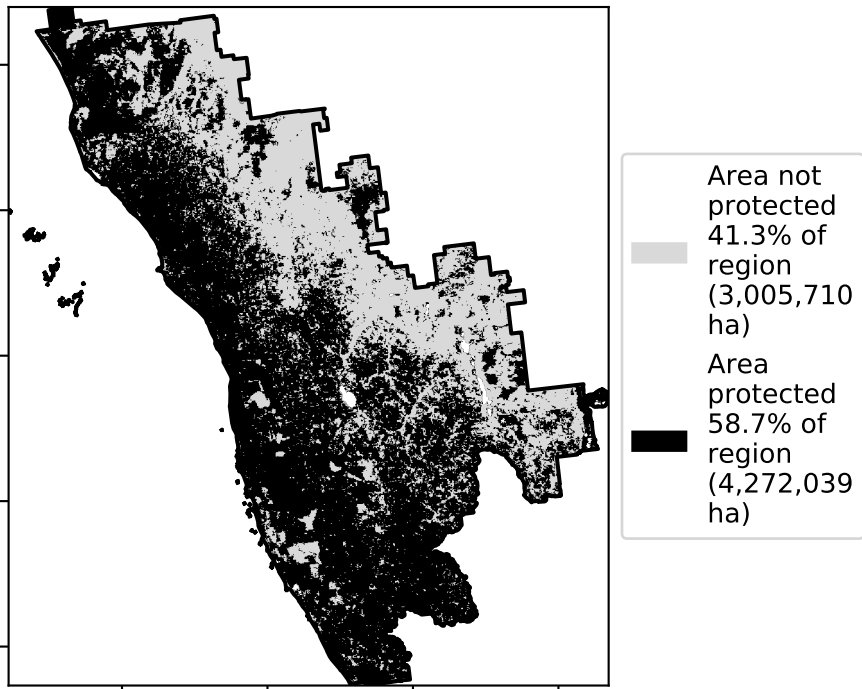 Area not
protected
41.3% of
region
(3,005,710
ha)
Area
protected
58.7% of
region
(4,272,039
ha)